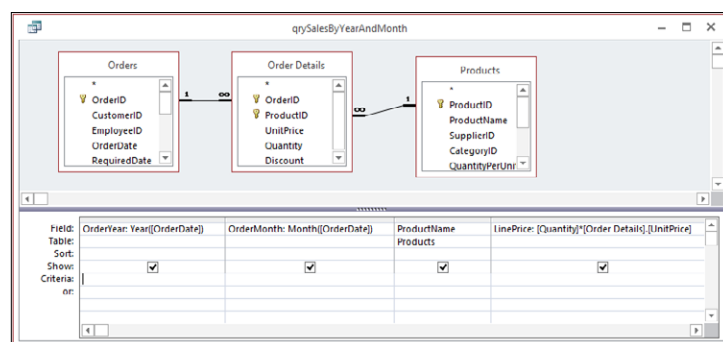 qrySalesByYearAndMonth
Orders
*
OrderID
CustomerID
EmployeeID
OrderDate
RequiredDate
1 ∞
Order Details
*
OrderID
ProductID
UnitPrice
Quantity
Discount
∞ 1
Products
*
ProductID
ProductName
SupplierID
CategoryID
QuantityPerUnr
Field: OrderYear: Year([OrderDate]) OrderMonth: Month([OrderDate]) ProductName LinePrice: [Quantity]*[Order Details].[UnitPrice]
Table: Products
Sort:
Show:
Criteria:
or: